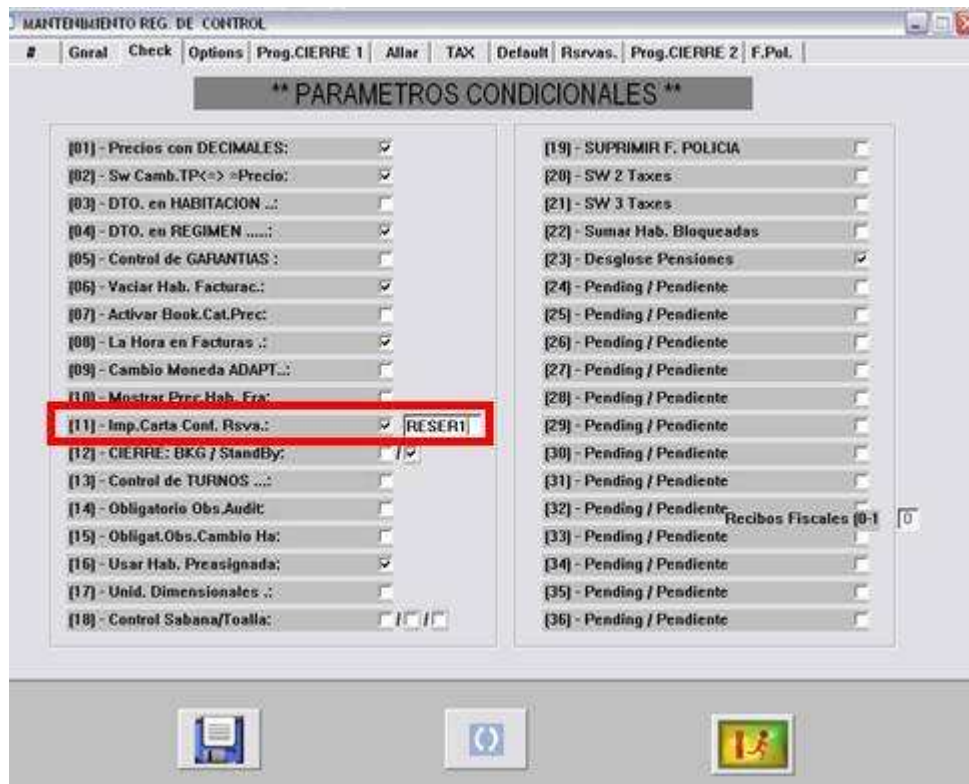 MANTENIMIENTO REG. DE CONTROL
# Gnral Check Options Prog.CIERRE 1 Allar TAX Default Rsrvas. Prog.CIERRE 2 F.Pol.
** PARAMETROS CONDICIONALES **
[01] - Precios con DECIMALES:
[02] - Sw Camb.TP<=> =Precio:
[03] - DTO. en HABITACION ..:
[04] - DTO. en REGIMEN .....:
[05] - Control de GARANTIAS :
[06] - Vaciar Hab. Facturac.:
[07] - Activar Book.Cat.Prec:
[08] - La Hora en Facturas .:
[09] - Cambio Moneda ADAPT..:
[10] - Mostrar Prec.Hab. Fra:
[11] - Imp.Carta Conf. Rsva.: RESER1
[12] - CIERRE: BKG / StandBy: /
[13] - Control de TURNOS ...:
[14] - Obligatorio Obs.Audit:
[15] - Obligat.Obs.Cambio Ha:
[16] - Usar Hab. Preasignada:
[17] - Unid. Dimensionales .:
[18] - Control Sabana/Toalla: / /
[19] - SUPRIMIR F. POLICIA
[20] - SW 2 Taxes
[21] - SW 3 Taxes
[22] - Sumar Hab. Bloqueadas
[23] - Desglose Pensiones
[24] - Pending / Pendiente
[25] - Pending / Pendiente
[26] - Pending / Pendiente
[27] - Pending / Pendiente
[28] - Pending / Pendiente
[29] - Pending / Pendiente
[30] - Pending / Pendiente
[31] - Pending / Pendiente
[32] - Pending / Pendiente
Recibos Fiscales (0-1 0
[33] - Pending / Pendiente
[34] - Pending / Pendiente
[35] - Pending / Pendiente
[36] - Pending / Pendiente